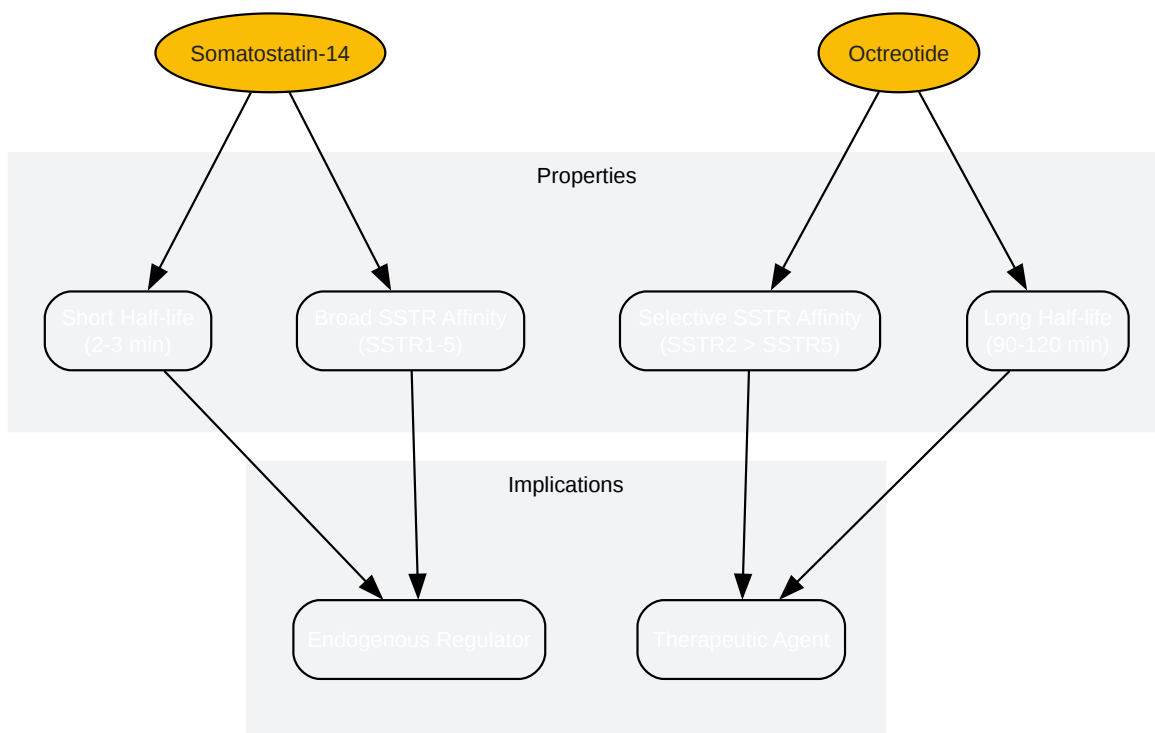 Somatostatin-14
Octreotide
Properties
Short Half-life
(2-3 min)
Broad SSTR Affinity
(SSTR1-5)
Selective SSTR Affinity
(SSTR2 > SSTR5)
Long Half-life
(90-120 min)
Implications
Endogenous Regulator
Therapeutic Agent